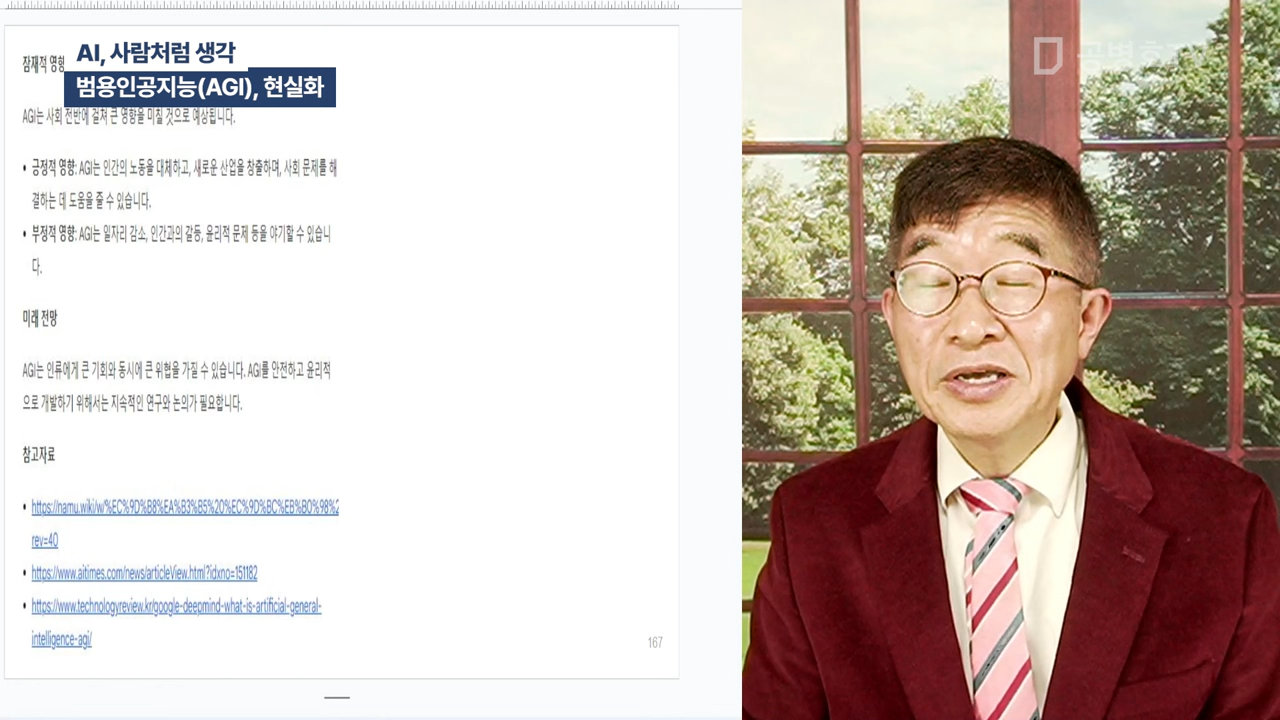 AI, 사람처럼 생각
범용인공지능(AGI), 현실화
잠재적 영향
AGI는 사회 전반에 걸쳐 큰 영향을 미칠 것으로 예상됩니다.
• 긍정적 영향: AGI는 인간의 노동을 대체하고, 새로운 산업을 창출하며, 사회 문제를 해
결하는 데 도움을 줄 수 있습니다.
• 부정적 영향: AGI는 일자리 감소, 인간과의 갈등, 윤리적 문제 등을 야기할 수 있습니
다.
미래 전망
AGI는 인류에게 큰 기회와 동시에 큰 위협을 가질 수 있습니다. AGI를 안전하고 윤리적
으로 개발하기 위해서는 지속적인 연구와 논의가 필요합니다.
참고자료
• https://namu.wiki/w/%EC%9D%B8%EA%B3%B5%20%EC%9D%BC%EB%B0%98%2
rev=40
• https://www.aitimes.com/news/articleView.html?idxno=151182
• https://www.technologyreview.kr/google-deepmind-what-is-artificial-general-
intelligence-agi/
167